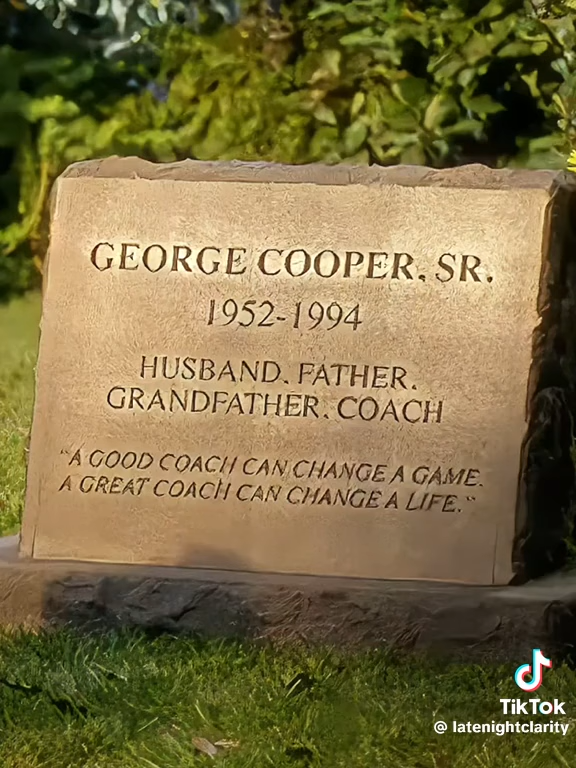 GEORGE COOPER, SR.
1952-1994
HUSBAND, FATHER,
GRANDFATHER, COACH
"A GOOD COACH CAN CHANGE A GAME.
A GREAT COACH CAN CHANGE A LIFE."
TikTok
@ latenightclarity